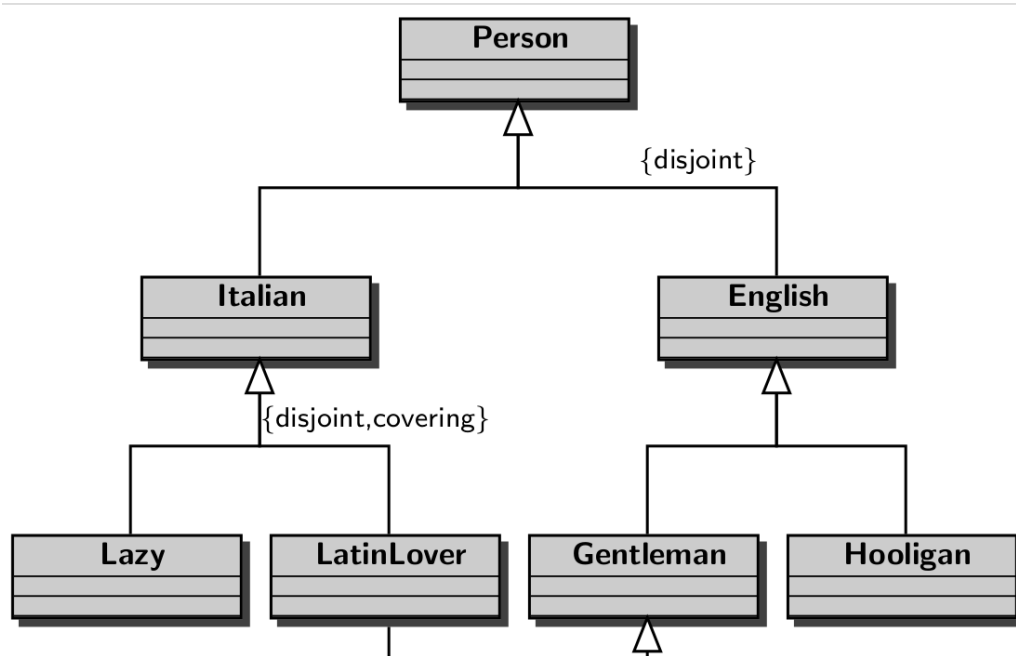 Person
{disjoint}
Italian
English
{disjoint,covering}
Lazy
LatinLover
Gentleman
Hooligan